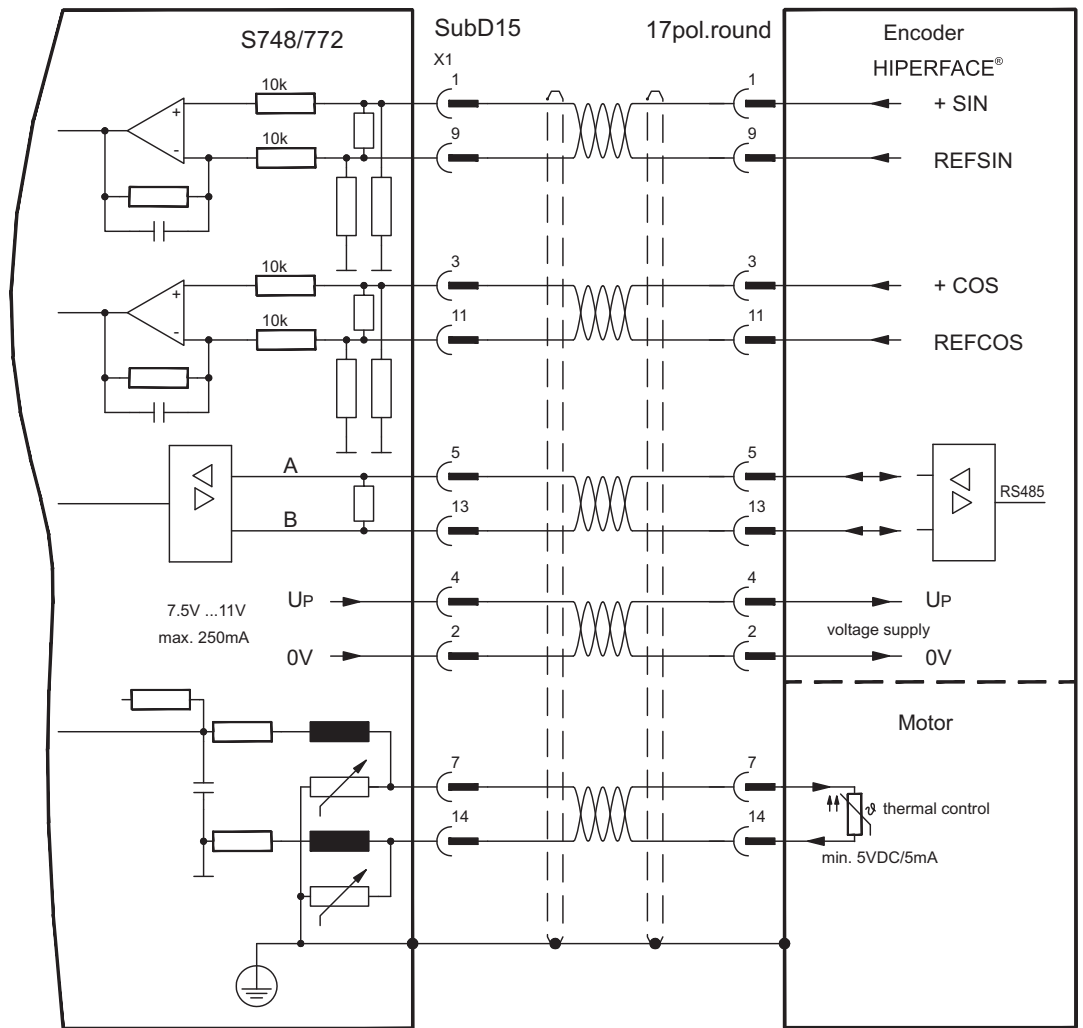 S748/772
SubD15
17pol.round
Encoder
HIPERFACE®
X1
10k
1
1
+ SIN
+
-
10k
9
9
REFSIN
10k
3
3
+ COS
+
-
10k
11
11
REFCOS
A
5
5
RS485
B
13
13
7.5V ...11V
max. 250mA
UP
4
4
UP
voltage supply
0V
2
2
0V
Motor
7
7
ϑ thermal control
14
14
min. 5VDC/5mA